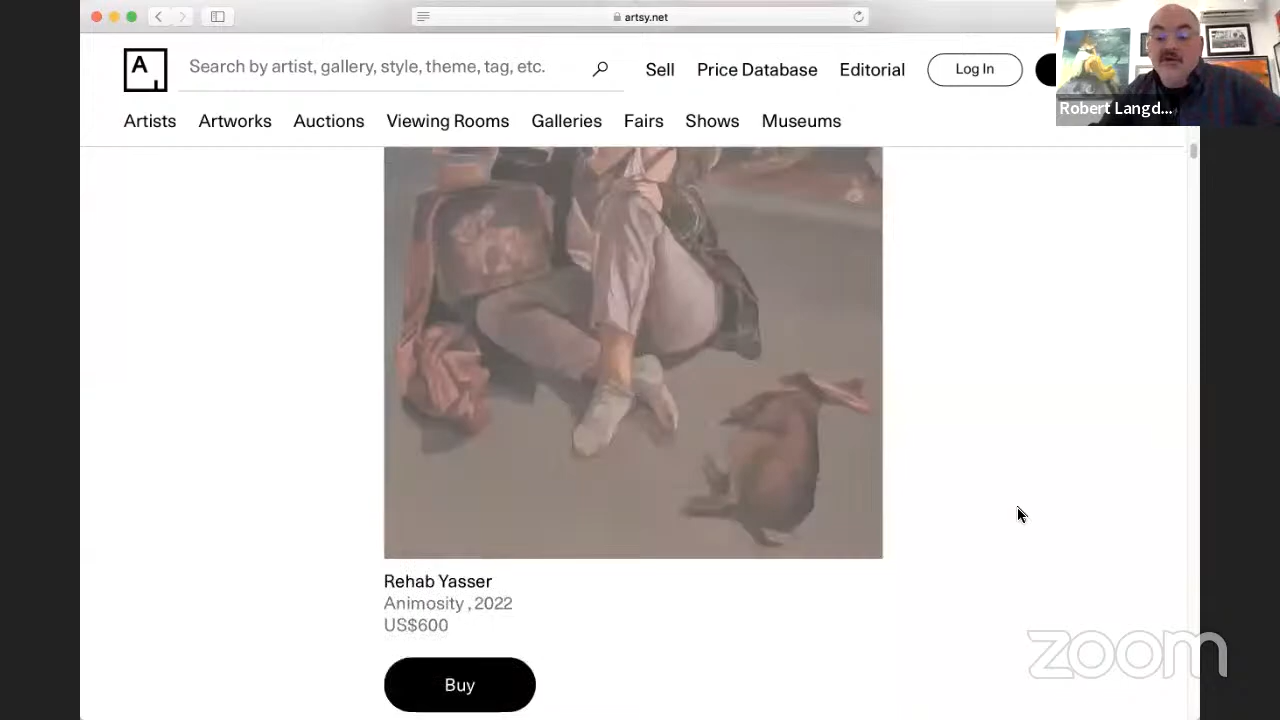 artsy.net
A
Search by artist, gallery, style, theme, tag, etc.
Sell
Price Database
Editorial
Log In
Robert Langd...
Artists
Artworks
Auctions
Viewing Rooms
Galleries
Fairs
Shows
Museums
Rehab Yasser
Animosity , 2022
US$600
Buy
zoom